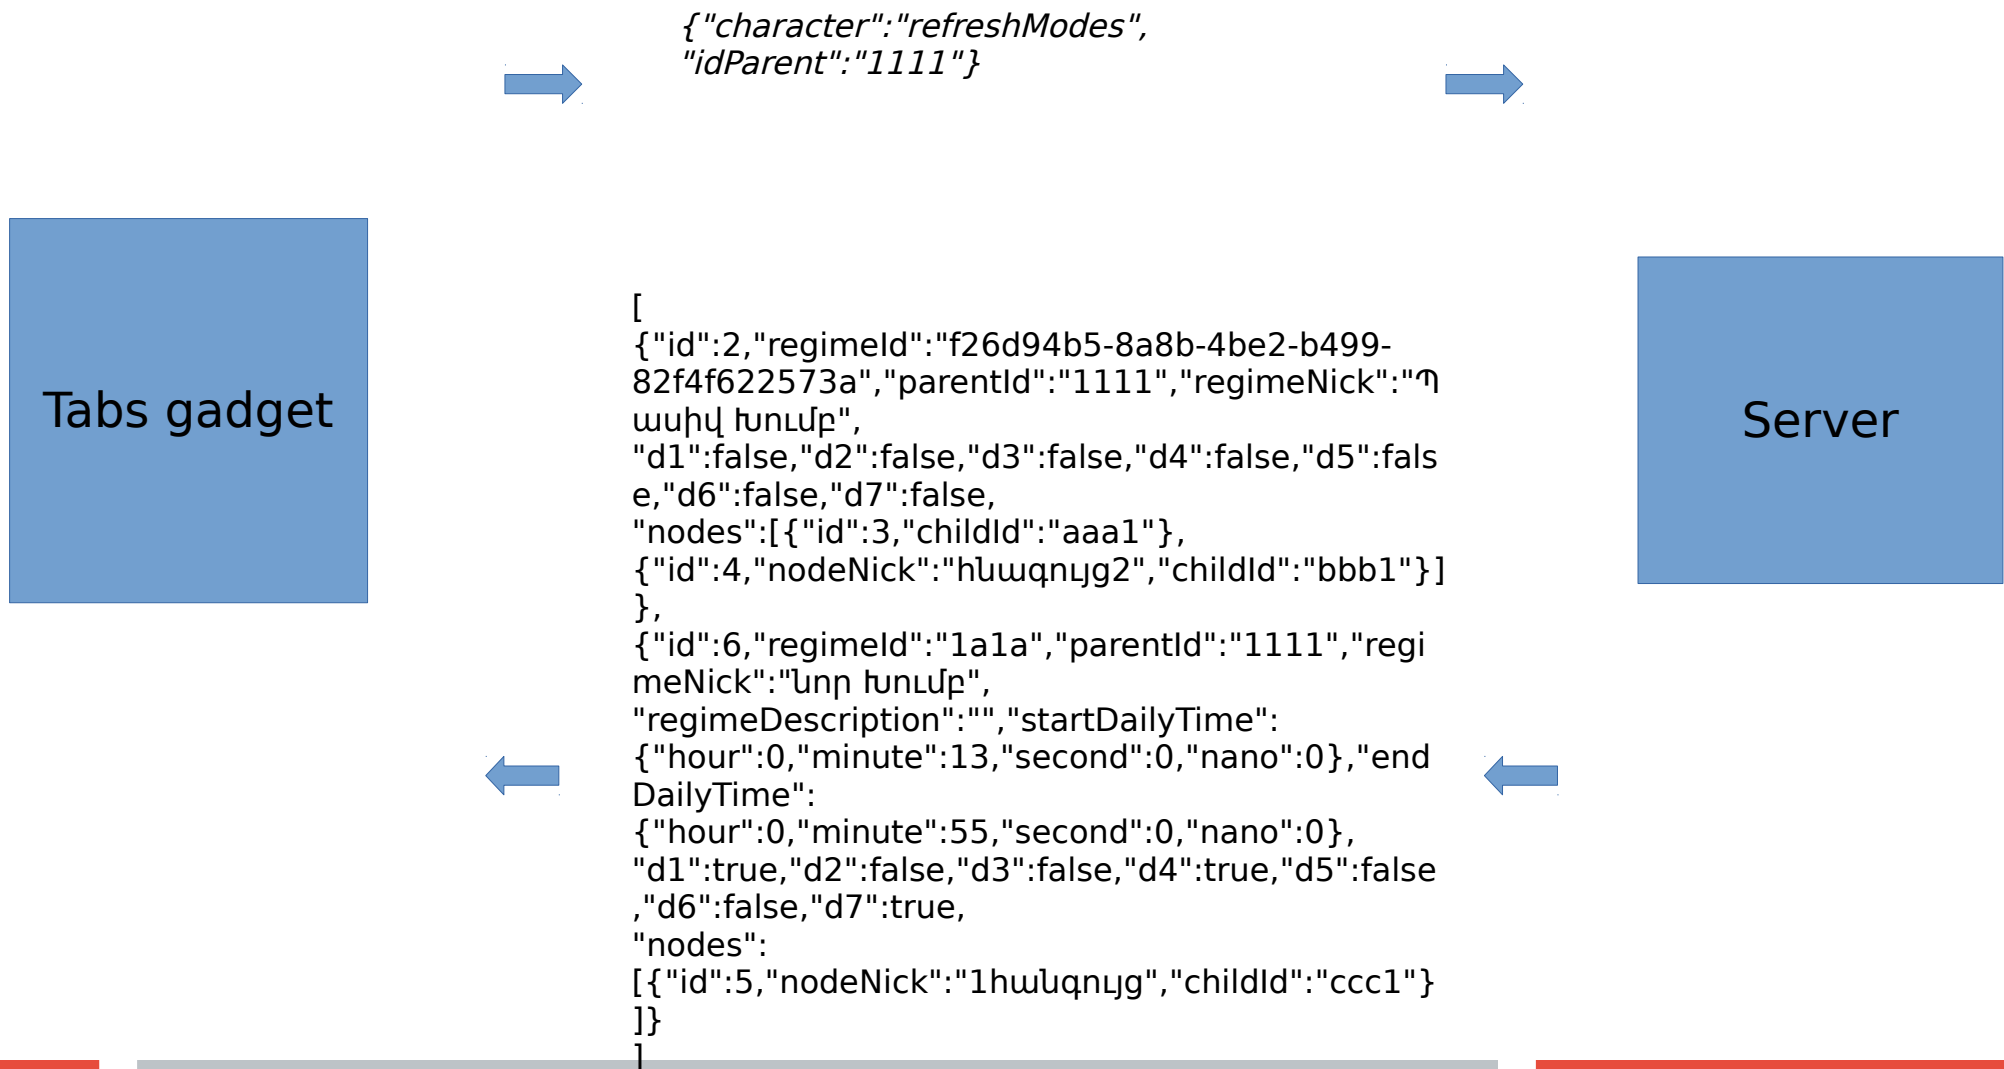 {"character":"refreshModes",
"idParent":"1111"}
Tabs gadget
[
{"id":2,"regimeId":"f26d94b5-8a8b-4be2-b499-
82f4f622573a","parentId":"1111","regimeNick":"Պ
ասիվ Խումբ",
"d1":false,"d2":false,"d3":false,"d4":false,"d5":fals
e,"d6":false,"d7":false,
"nodes":[{"id":3,"childId":"aaa1"},
{"id":4,"nodeNick":"հնագույց2","childId":"bbb1"}]
},
{"id":6,"regimeId":"1a1a","parentId":"1111","regi
meNick":"նոր Խումբ",
"regimeDescription":"","startDailyTime":
{"hour":0,"minute":13,"second":0,"nano":0},"end
DailyTime":
{"hour":0,"minute":55,"second":0,"nano":0},
"d1":true,"d2":false,"d3":false,"d4":true,"d5":false
,"d6":false,"d7":true,
"nodes":
[{"id":5,"nodeNick":"1հանգույց","childId":"ccc1"}
]}
]
Server